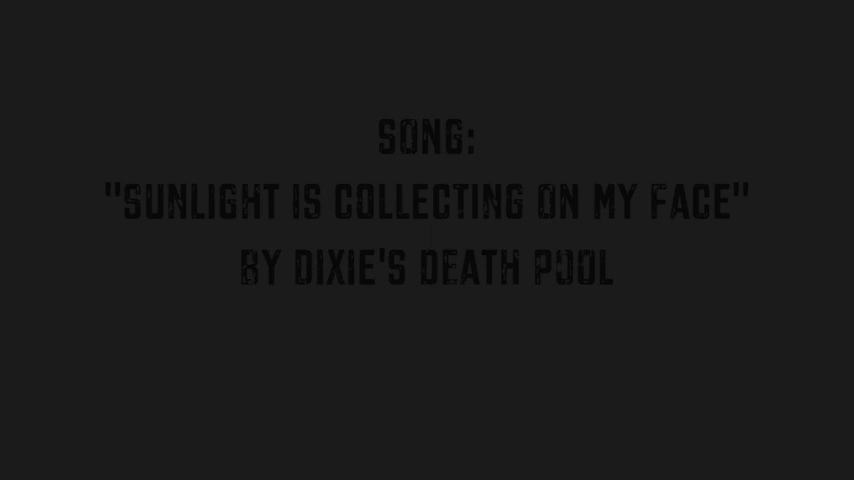 SONG:
"SUNLIGHT IS COLLECTING ON MY FACE"
BY DIXIE'S DEATH POOL